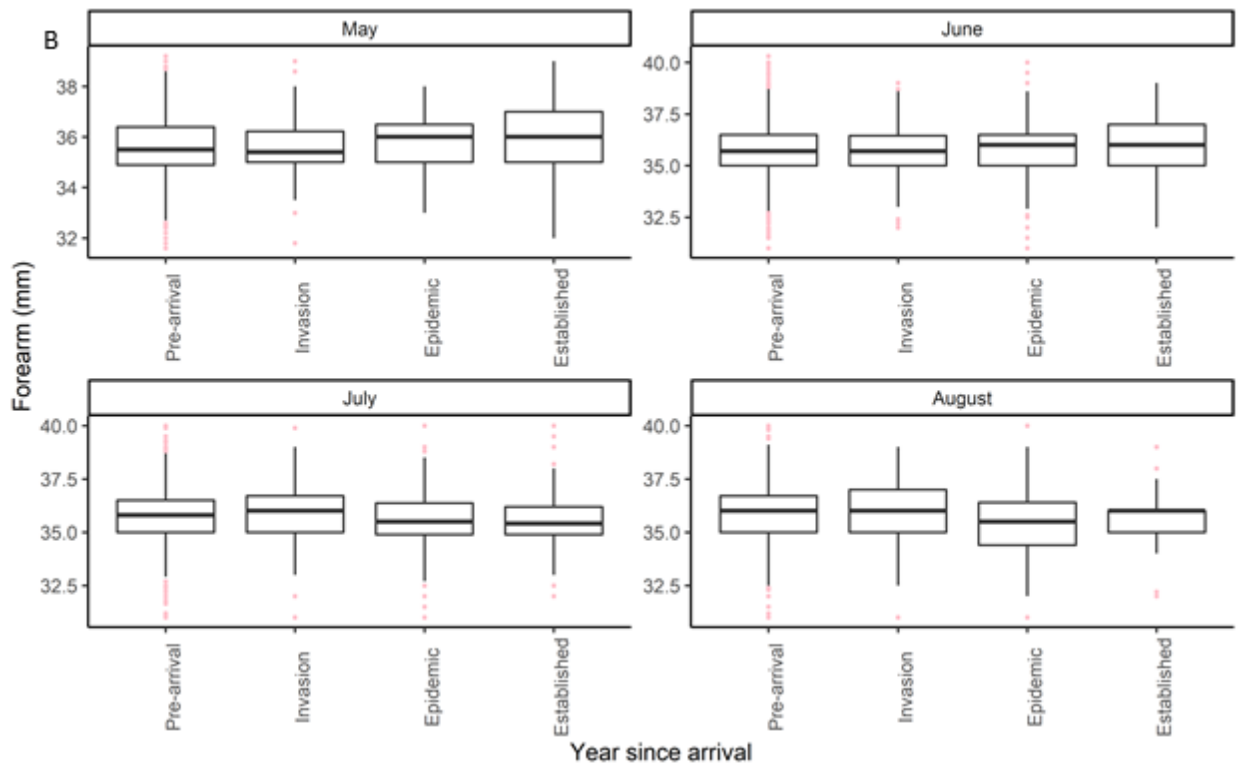 B
May
June
38
36
34
32
40.0
37.5
35.0
32.5
Pre-arrival
Invasion
Epidemic
Established
Pre-arrival
Invasion
Epidemic
Established
Forearm (mm)
July
August
40.0
37.5
35.0
32.5
40.0
37.5
35.0
32.5
Pre-arrival
Invasion
Epidemic
Established
Pre-arrival
Invasion
Epidemic
Established
Year since arrival